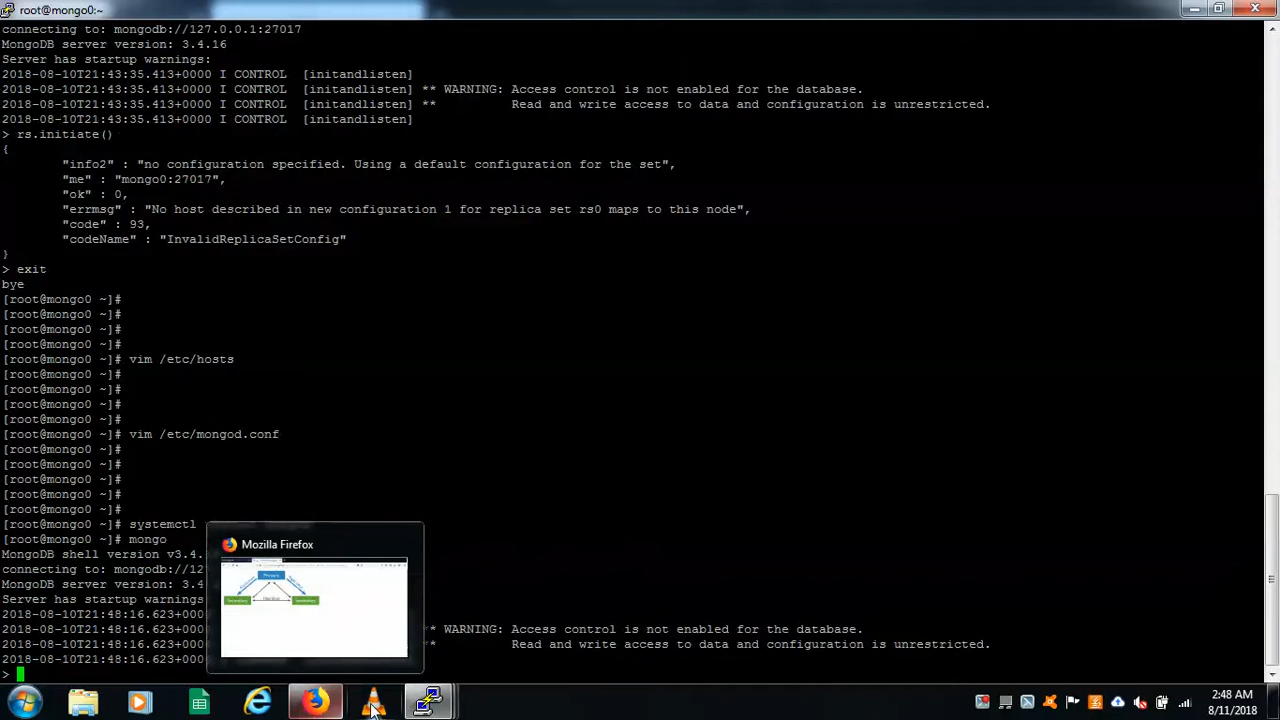 root@mongo0:~
connecting to: mongodb://127.0.0.1:27017
MongoDB server version: 3.4.16
Server has startup warnings:
2018-08-10T21:43:35.413+0000 I CONTROL  [initandlisten]
2018-08-10T21:43:35.413+0000 I CONTROL  [initandlisten] ** WARNING: Access control is not enabled for the database.
2018-08-10T21:43:35.413+0000 I CONTROL  [initandlisten] **          Read and write access to data and configuration is unrestricted.
2018-08-10T21:43:35.413+0000 I CONTROL  [initandlisten]
> rs.initiate()
{
"info2" : "no configuration specified. Using a default configuration for the set",
"me" : "mongo0:27017",
"ok" : 0,
"errmsg" : "No host described in new configuration 1 for replica set rs0 maps to this node",
"code" : 93,
"codeName" : "InvalidReplicaSetConfig"
}
> exit
bye
[root@mongo0 ~]#
[root@mongo0 ~]#
[root@mongo0 ~]#
[root@mongo0 ~]#
[root@mongo0 ~]# vim /etc/hosts
[root@mongo0 ~]#
[root@mongo0 ~]#
[root@mongo0 ~]#
[root@mongo0 ~]#
[root@mongo0 ~]# vim /etc/mongod.conf
[root@mongo0 ~]#
[root@mongo0 ~]#
[root@mongo0 ~]#
[root@mongo0 ~]#
[root@mongo0 ~]#
[root@mongo0 ~]# systemctl
[root@mongo0 ~]# mongo
MongoDB shell version v3.4.
connecting to: mongodb://12
MongoDB server version: 3.4
Server has startup warnings
2018-08-10T21:48:16.623+000
2018-08-10T21:48:16.623+000 * WARNING: Access control is not enabled for the database.
2018-08-10T21:48:16.623+000 *          Read and write access to data and configuration is unrestricted.
2018-08-10T21:48:16.623+000
>
Mozilla Firefox
Primary
Secondary
2:48 AM
8/11/2018